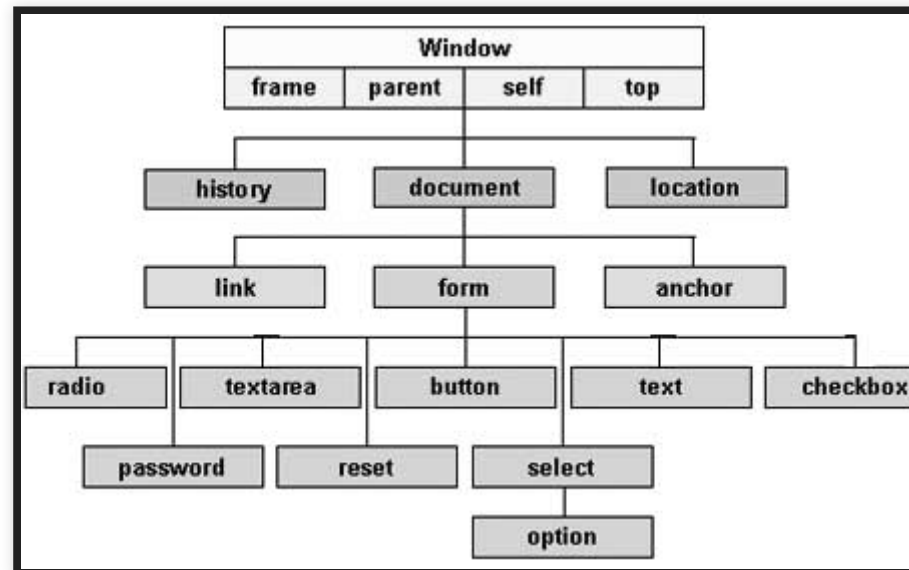 Window
frame parent self top
history document location
link form anchor
radio textarea button text checkbox
password reset select
option